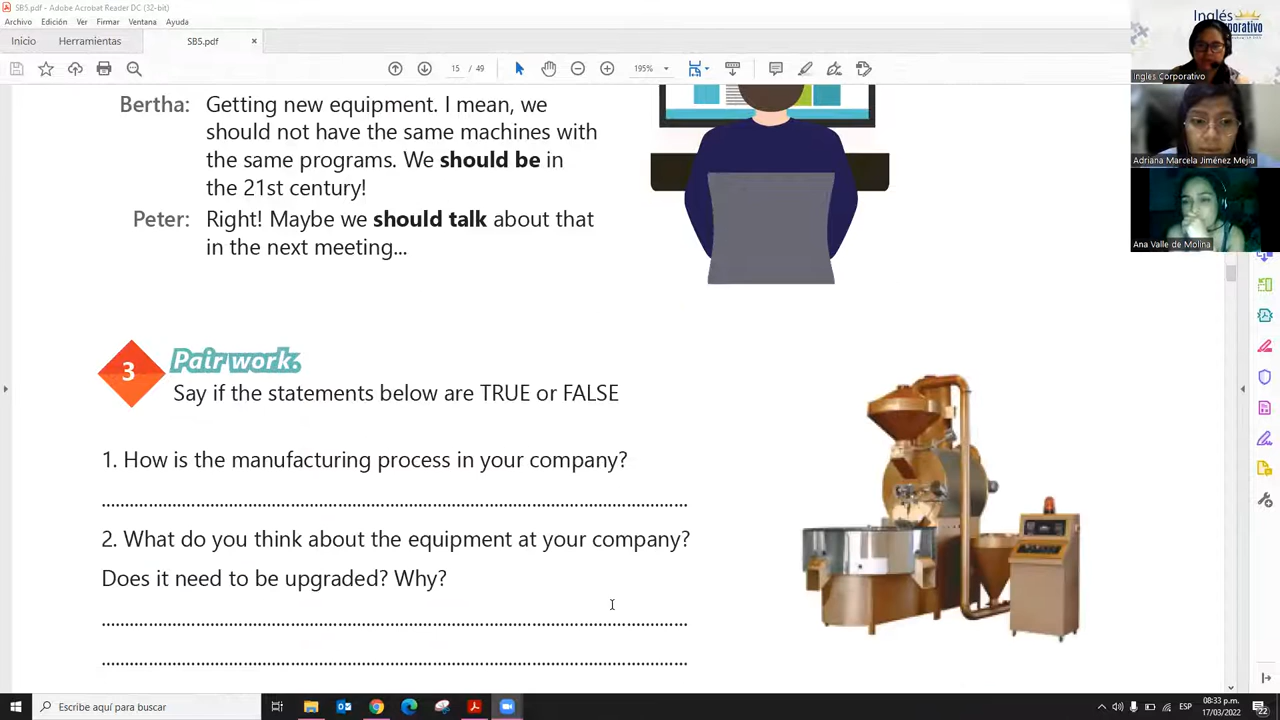 SB5.pdf - Adobe Acrobat Reader DC (32-bit)
Archivo Edición Ver Firmar Ventana Ayuda
Inicio Herramientas SB5.pdf ×
15 / 49 195%
Inglés
Corporativo
Ingles Corporativo
Adriana Marcela Jiménez Mejía
Ana Valle de Molina
Bertha: Getting new equipment. I mean, we
should not have the same machines with
the same programs. We should be in
the 21st century!
Peter: Right! Maybe we should talk about that
in the next meeting...
3 Pair work.
Say if the statements below are TRUE or FALSE
1. How is the manufacturing process in your company?
2. What do you think about the equipment at your company?
Does it need to be upgraded? Why?
Escribe aquí para buscar
ESP
08:33 p.m.
17/03/2022
22